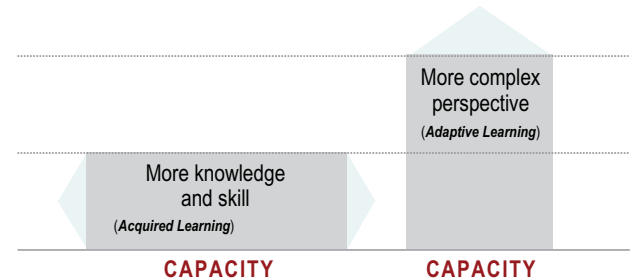 More complex
perspective
(Adaptive Learning)
More knowledge
and skill
(Acquired Learning)
CAPACITY
CAPACITY